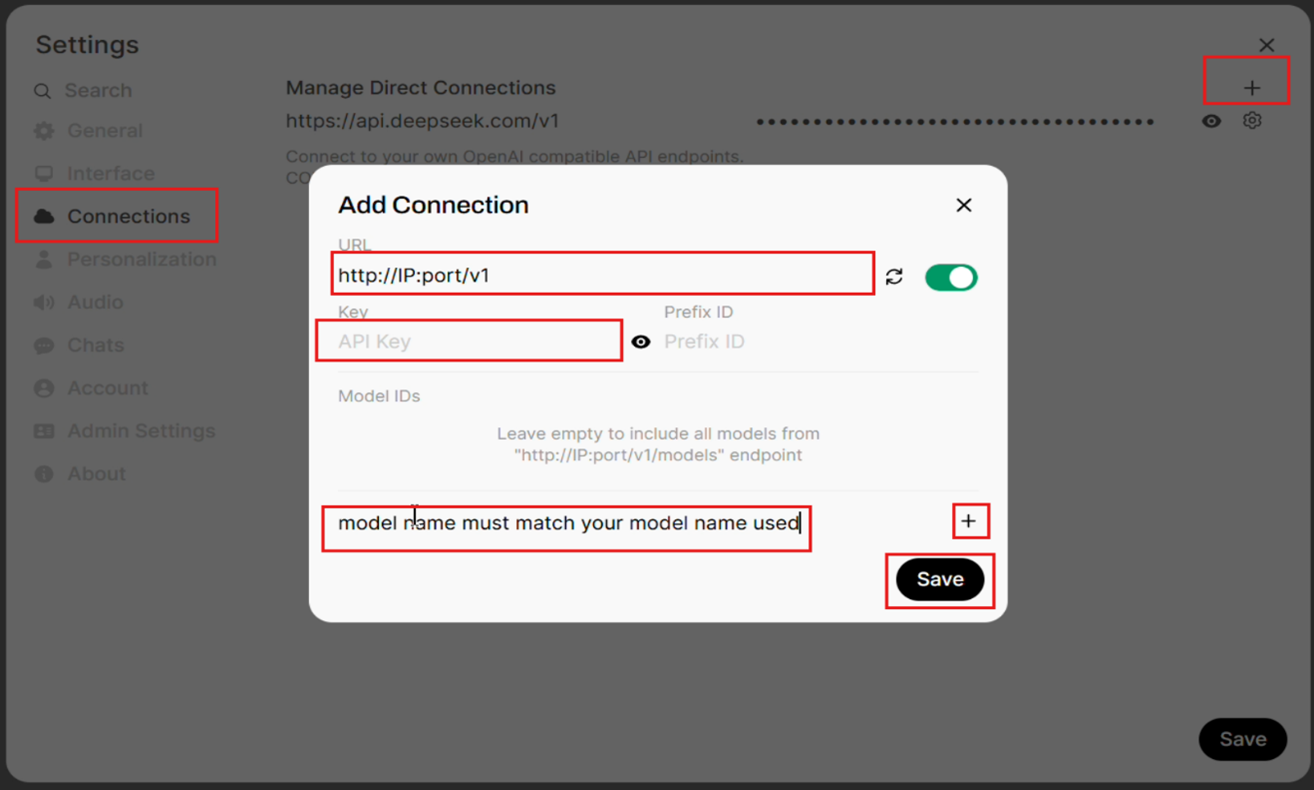 Settings
Search
General
Interface
Connections
Personalization
Audio
Chats
Account
Admin Settings
About
Manage Direct Connections
https://api.deepseek.com/v1
Connect to your own OpenAI compatible API endpoints.
CO
Add Connection
URL
http://IP:port/v1
Key
Prefix ID
API Key
Prefix ID
Model IDs
Leave empty to include all models from
"http://IP:port/v1/models" endpoint
model name must match your model name used
Save
Save